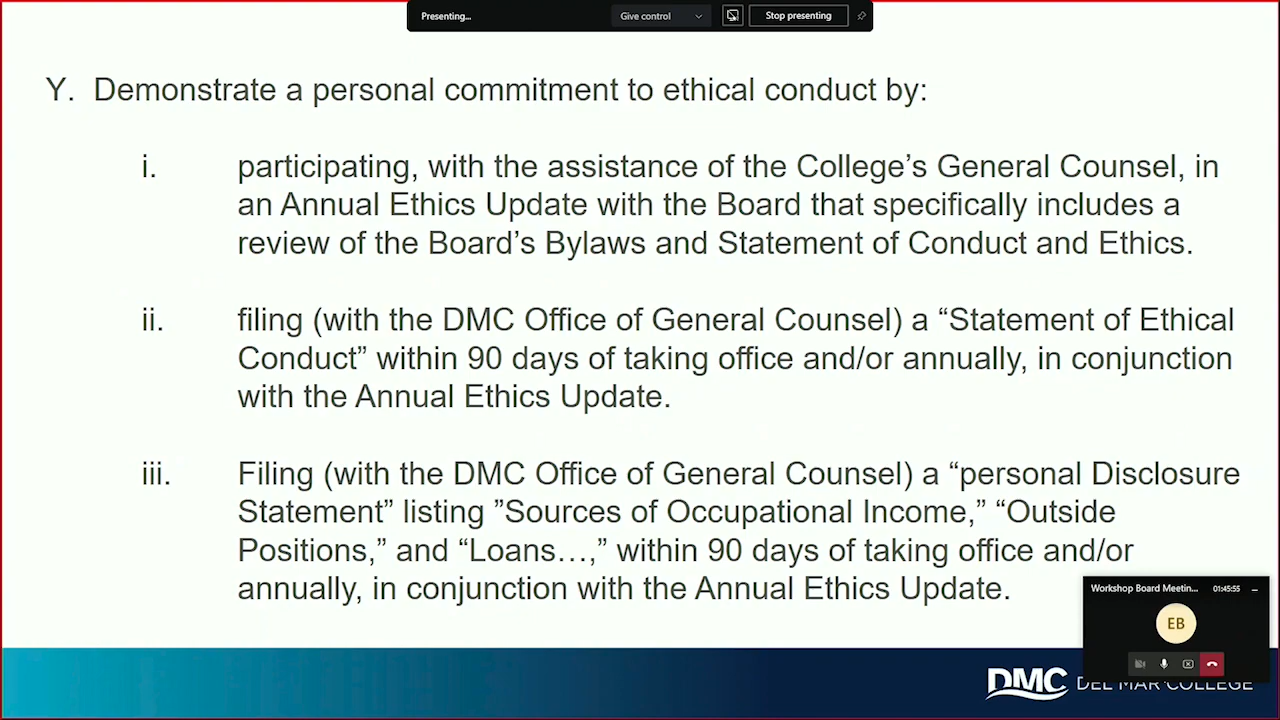 Presenting...
Give control
Stop presenting
Y. Demonstrate a personal commitment to ethical conduct by:
i. participating, with the assistance of the College’s General Counsel, in
an Annual Ethics Update with the Board that specifically includes a
review of the Board’s Bylaws and Statement of Conduct and Ethics.
ii. filing (with the DMC Office of General Counsel) a “Statement of Ethical
Conduct” within 90 days of taking office and/or annually, in conjunction
with the Annual Ethics Update.
iii. Filing (with the DMC Office of General Counsel) a “personal Disclosure
Statement” listing ”Sources of Occupational Income,” “Outside
Positions,” and “Loans…,” within 90 days of taking office and/or
annually, in conjunction with the Annual Ethics Update.
Workshop Board Meetin... 01:45:55
EB
DMC DEL MAR COLLEGE